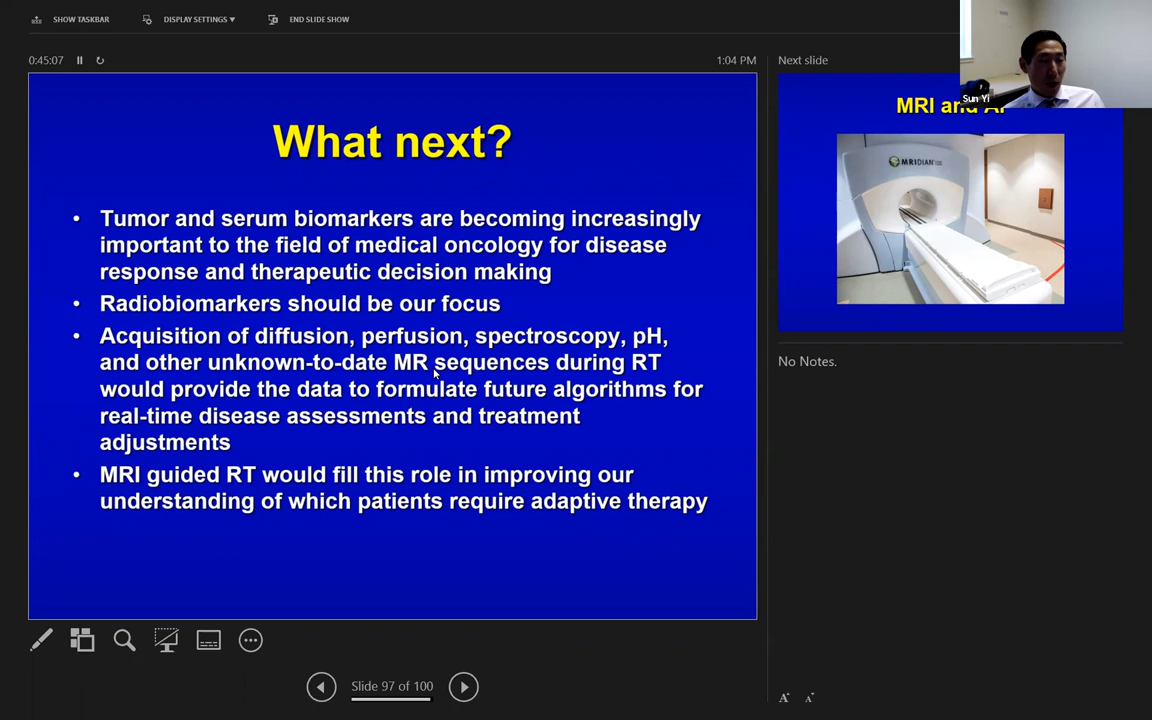 SHOW TASKBAR
DISPLAY SETTINGS ▼
END SLIDE SHOW
0:45:07
1:04 PM
Next slide
Sun Yi
What next?
• Tumor and serum biomarkers are becoming increasingly
important to the field of medical oncology for disease
response and therapeutic decision making
• Radiobiomarkers should be our focus
• Acquisition of diffusion, perfusion, spectroscopy, pH,
and other unknown-to-date MR sequences during RT
would provide the data to formulate future algorithms for
real-time disease assessments and treatment
adjustments
• MRI guided RT would fill this role in improving our
understanding of which patients require adaptive therapy
MRI and
MRIDIAN
No Notes.
Slide 97 of 100
A
A